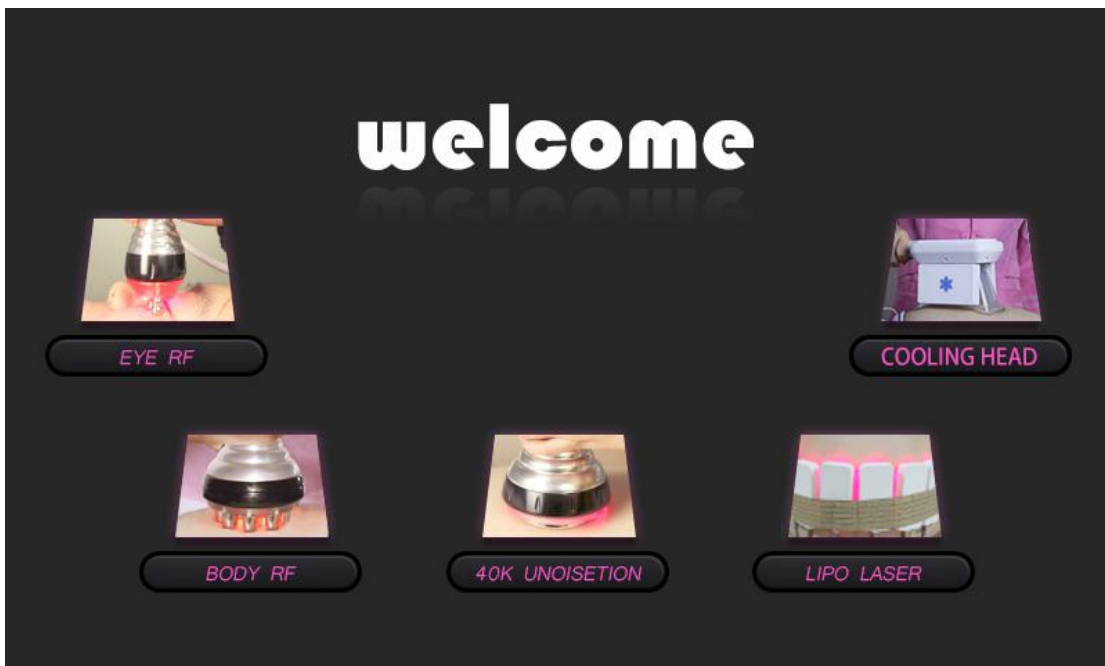 welcome
EYE RF
COOLING HEAD
BODY RF
40K UNOISETION
LIPO LASER